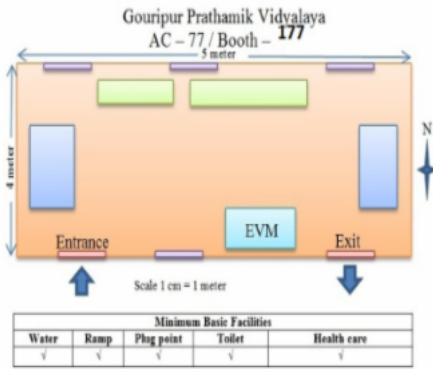 Gouripur Prathamik Vidyalaya
AC – 77 / Booth – 177
5 meter
4 meter
N
EVM
Entrance
Exit
Scale 1 cm = 1 meter
Minimum Basic Facilities
Water Ramp Plug point Toilet Health care
√ √ √ √ √